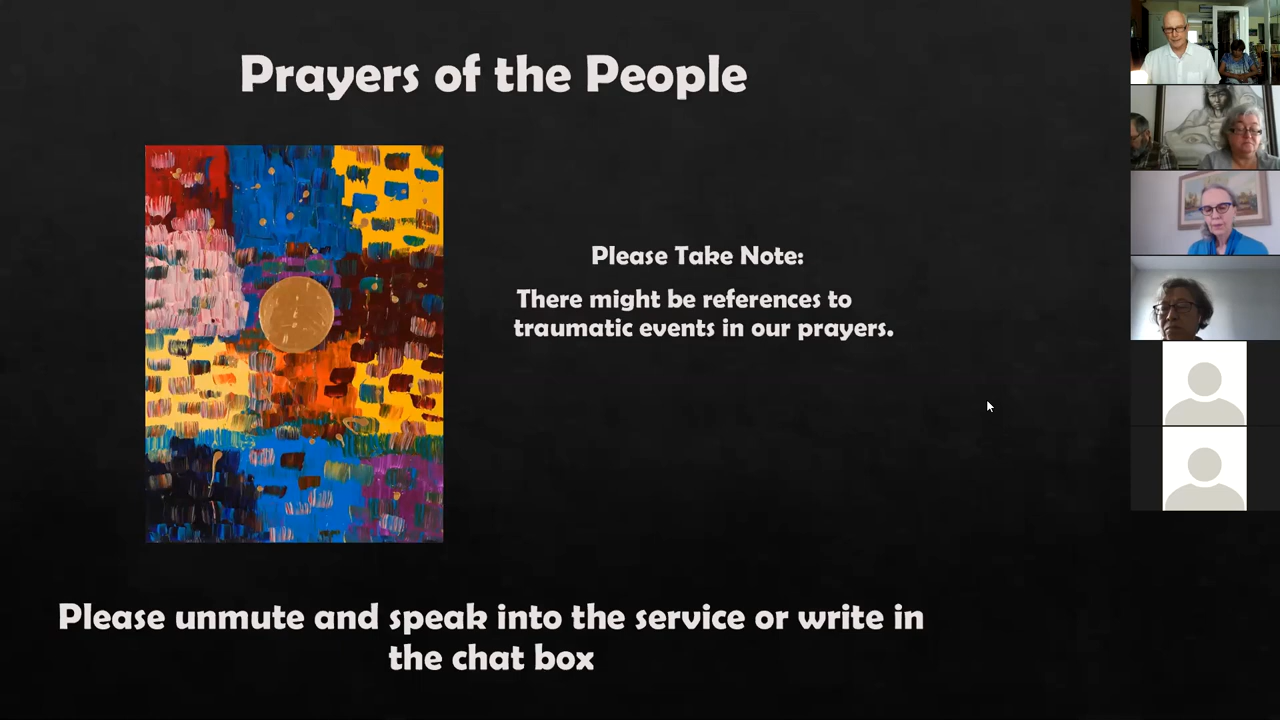 Prayers of the People
Please Take Note:
There might be references to
traumatic events in our prayers.
Please unmute and speak into the service or write in
the chat box